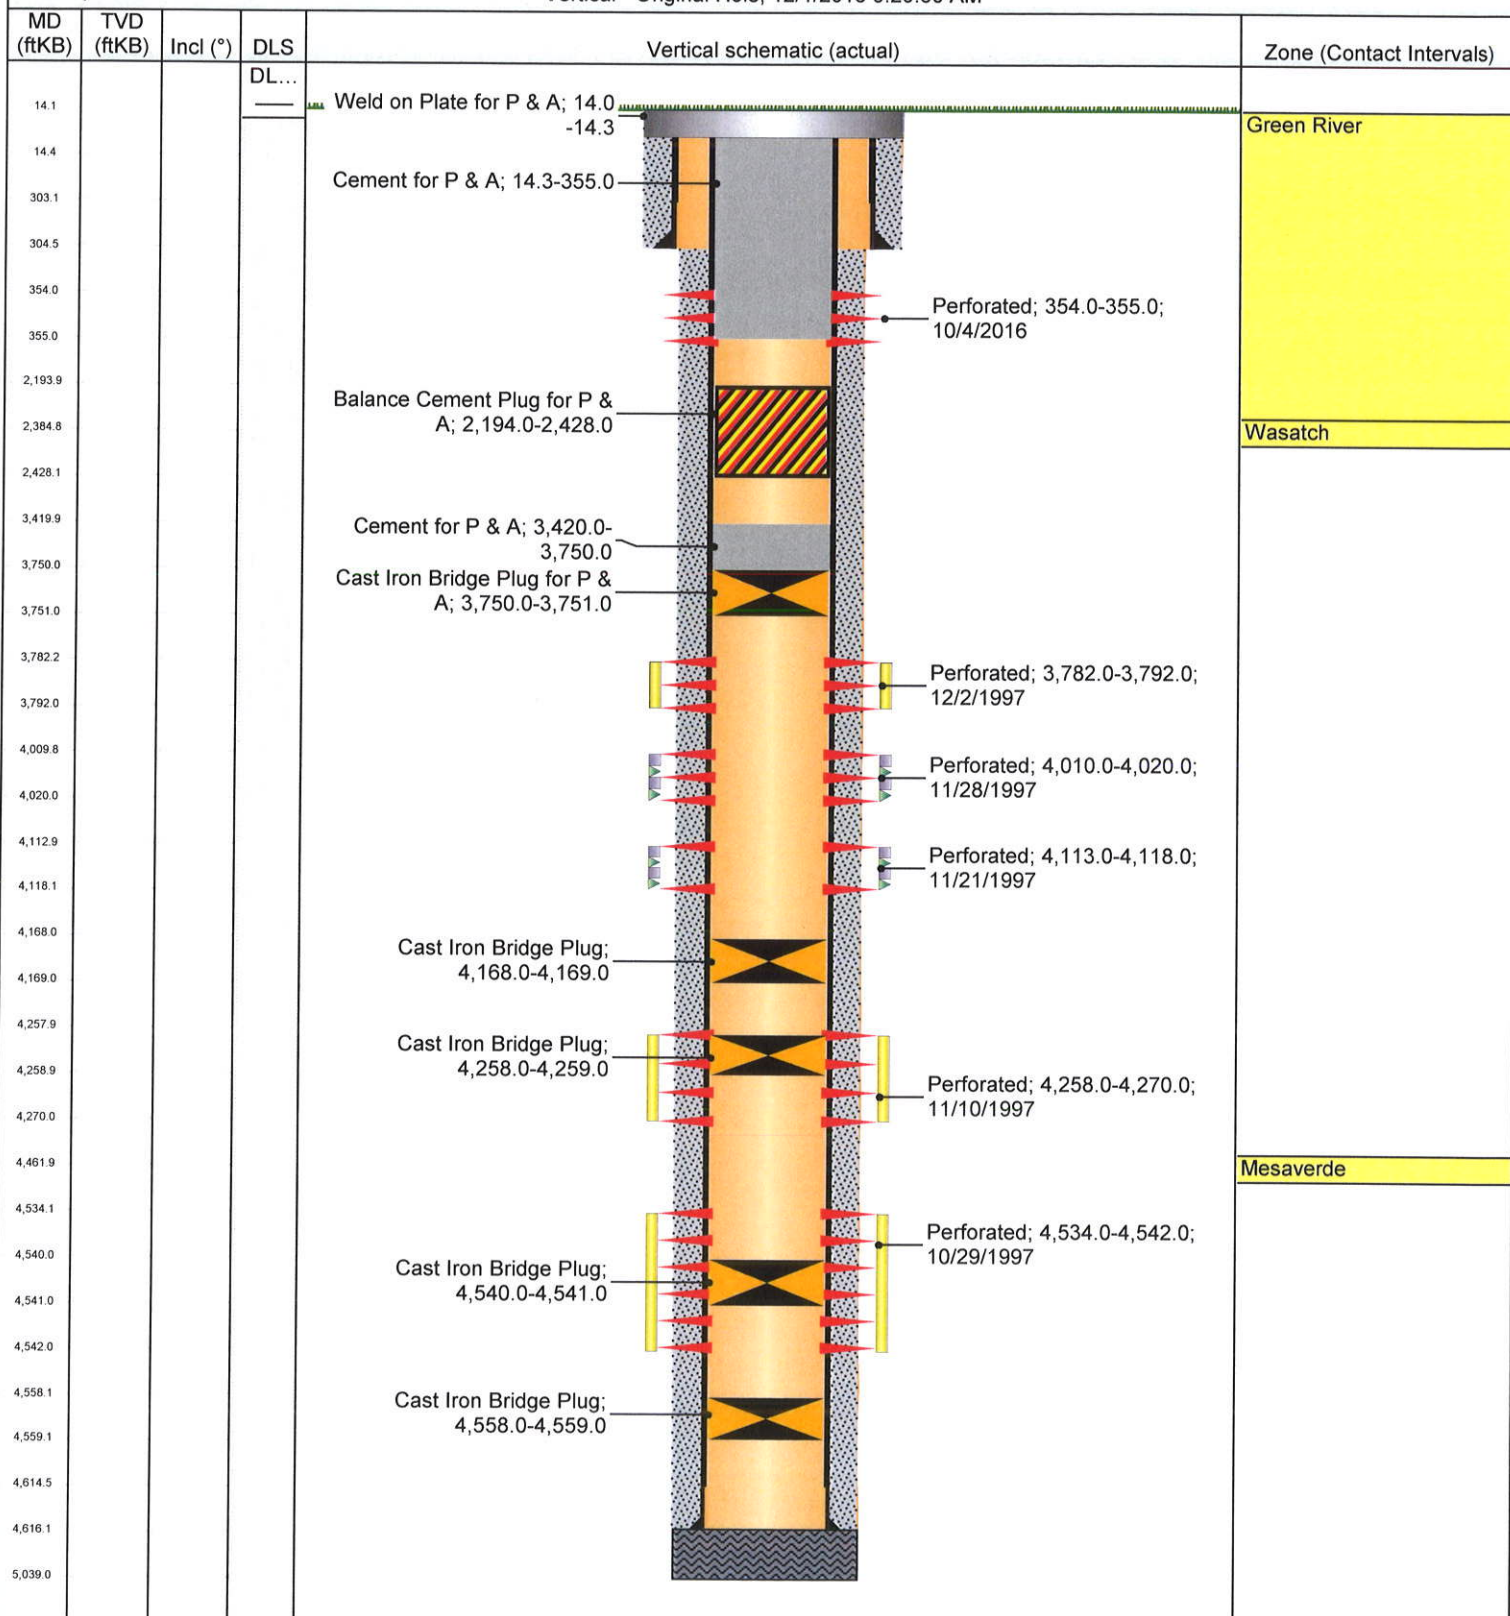 MD
(ftKB)
TVD
(ftKB)
Incl (°)
DLS
Vertical schematic (actual)
Zone (Contact Intervals)
DL...
14.1
14.4
303.1
304.5
354.0
355.0
2,193.9
2,384.8
2,428.1
3,419.9
3,750.0
3,751.0
3,782.2
3,792.0
4,009.8
4,020.0
4,112.9
4,118.1
4,168.0
4,169.0
4,257.9
4,258.9
4,270.0
4,461.9
4,534.1
4,540.0
4,541.0
4,542.0
4,558.1
4,559.1
4,614.5
4,616.1
5,039.0
Weld on Plate for P & A; 14.0
-14.3
Cement for P & A; 14.3-355.0
Balance Cement Plug for P &
A; 2,194.0-2,428.0
Cement for P & A; 3,420.0-
3,750.0
Cast Iron Bridge Plug for P &
A; 3,750.0-3,751.0
Cast Iron Bridge Plug;
4,168.0-4,169.0
Cast Iron Bridge Plug;
4,258.0-4,259.0
Cast Iron Bridge Plug;
4,540.0-4,541.0
Cast Iron Bridge Plug;
4,558.0-4,559.0
Perforated; 354.0-355.0;
10/4/2016
Perforated; 3,782.0-3,792.0;
12/2/1997
Perforated; 4,010.0-4,020.0;
11/28/1997
Perforated; 4,113.0-4,118.0;
11/21/1997
Perforated; 4,258.0-4,270.0;
11/10/1997
Perforated; 4,534.0-4,542.0;
10/29/1997
Green River
Wasatch
Mesaverde